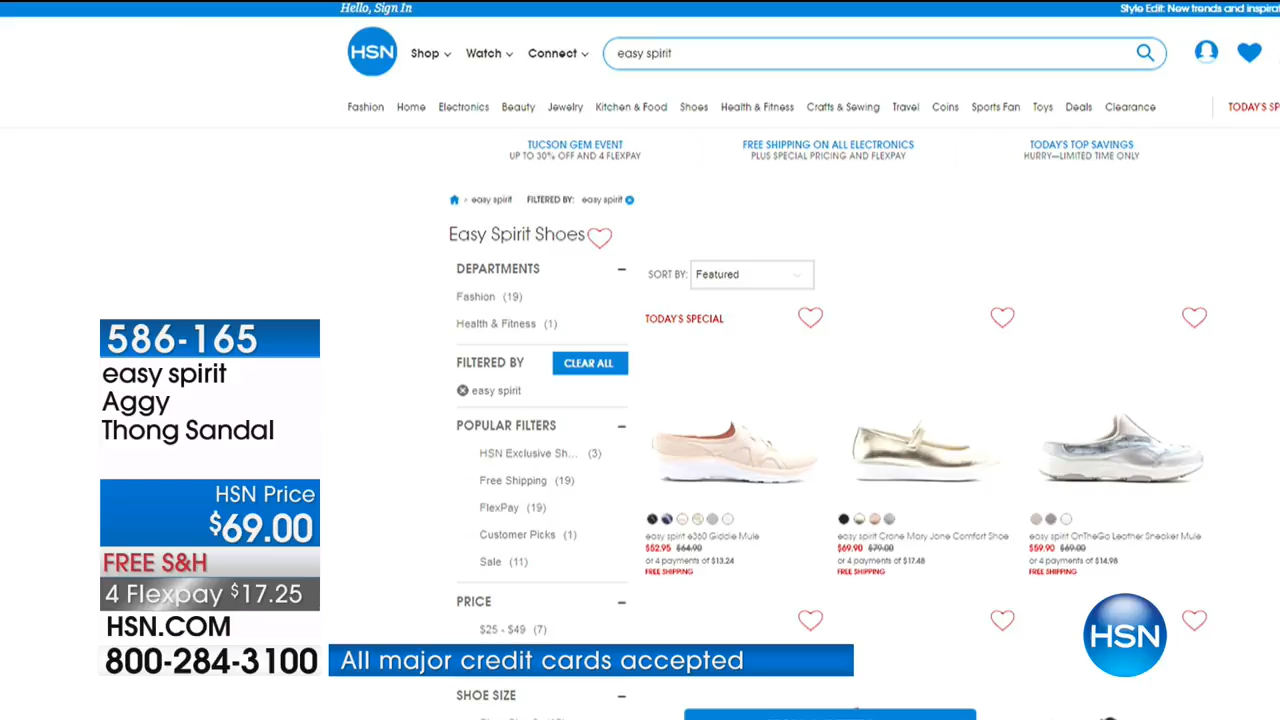 Hello, Sign In
Style Edit: New trends and inspirat
HSN
Shop
Watch
Connect
easy spirit
Fashion
Home
Electronics
Beauty
Jewelry
Kitchen & Food
Shoes
Health & Fitness
Crafts & Sewing
Travel
Coins
Sports Fan
Toys
Deals
Clearance
TODAY'S SP
TUCSON GEM EVENT
UP TO 30% OFF AND 4 FLEXPAY
FREE SHIPPING ON ALL ELECTRONICS
PLUS SPECIAL PRICING AND FLEXPAY
TODAY'S TOP SAVINGS
HURRY—LIMITED TIME ONLY
easy spirit
FILTERED BY: easy spirit
Easy Spirit Shoes
DEPARTMENTS
Fashion (19)
Health & Fitness (1)
FILTERED BY
CLEAR ALL
easy spirit
POPULAR FILTERS
HSN Exclusive Sh... (3)
Free Shipping (19)
FlexPay (19)
Customer Picks (1)
Sale (11)
PRICE
$25 - $49 (7)
SHOE SIZE
SORT BY: Featured
TODAY'S SPECIAL
easy spirit e360 Giddie Mule
$52.95 $64.90
or 4 payments of $13.24
FREE SHIPPING
easy spirit Crane Mary Jane Comfort Shoe
$69.90 $79.00
or 4 payments of $17.48
FREE SHIPPING
easy spirit OnTheGo Leather Sneaker Mule
$59.90 $69.00
or 4 payments of $14.98
FREE SHIPPING
586-165
easy spirit
Aggy
Thong Sandal
HSN Price
$69.00
FREE S&H
4 Flexpay $17.25
HSN.COM
800-284-3100
All major credit cards accepted
HSN